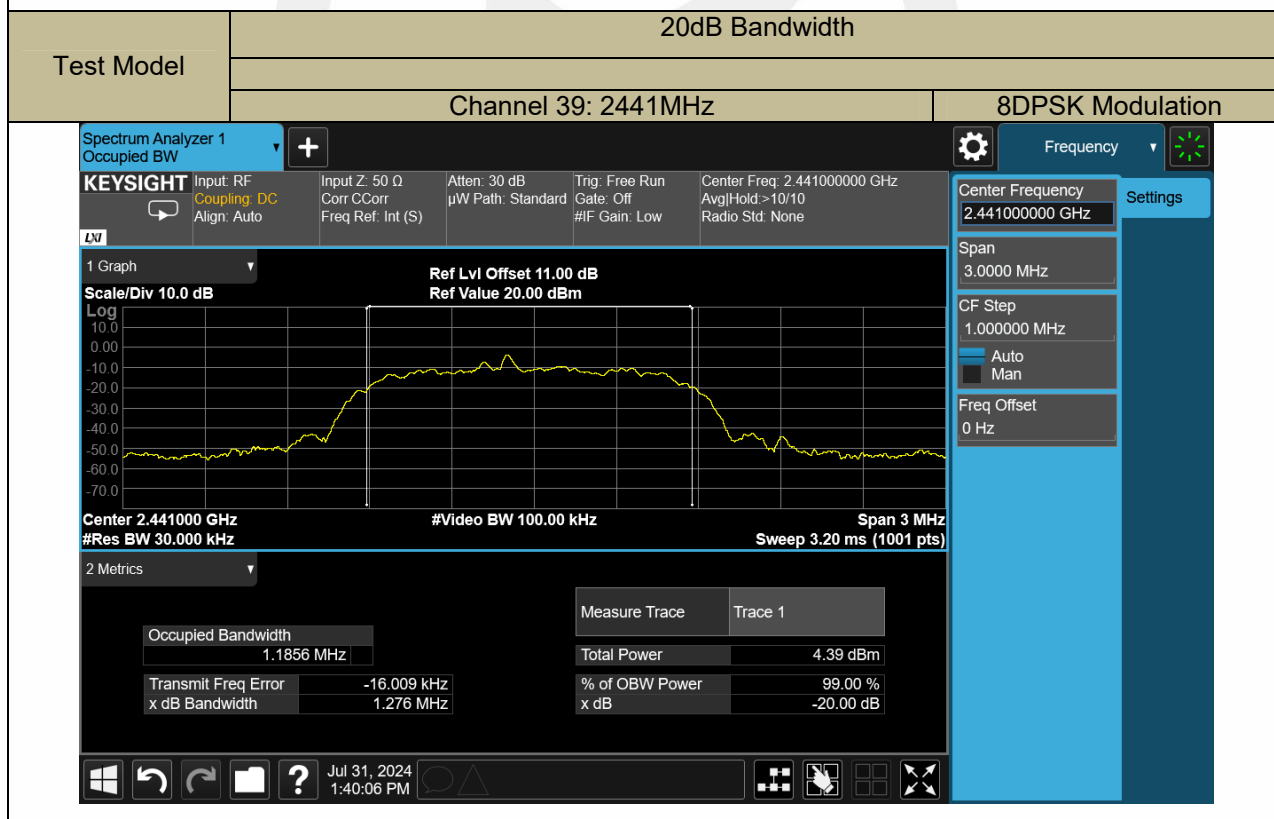 20dB Bandwidth
Test Model
Channel 39: 2441MHz 8DPSK Modulation
Spectrum Analyzer 1
Occupied BW
Frequency
KEYSIGHT
LXI
Input: RF
Coupling: DC
Align: Auto
Input Z: 50 Ω
Corr CCorr
Freq Ref: Int (S)
Atten: 30 dB
µW Path: Standard
Trig: Free Run
Gate: Off
#IF Gain: Low
Center Freq: 2.441000000 GHz
Avg|Hold:>10/10
Radio Std: None
Center Frequency
2.441000000 GHz
Settings
Span
3.0000 MHz
CF Step
1.000000 MHz
Auto
Man
Freq Offset
0 Hz
1 Graph
Scale/Div 10.0 dB
Ref Lvl Offset 11.00 dB
Ref Value 20.00 dBm
Log
10.0
0.00
-10.0
-20.0
-30.0
-40.0
-50.0
-60.0
-70.0
Center 2.441000 GHz #Video BW 100.00 kHz Span 3 MHz
#Res BW 30.000 kHz Sweep 3.20 ms (1001 pts)
2 Metrics
Measure Trace Trace 1
Occupied Bandwidth
1.1856 MHz
Total Power 4.39 dBm
Transmit Freq Error -16.009 kHz % of OBW Power 99.00 %
x dB Bandwidth 1.276 MHz x dB -20.00 dB
?
Jul 31, 2024
1:40:06 PM